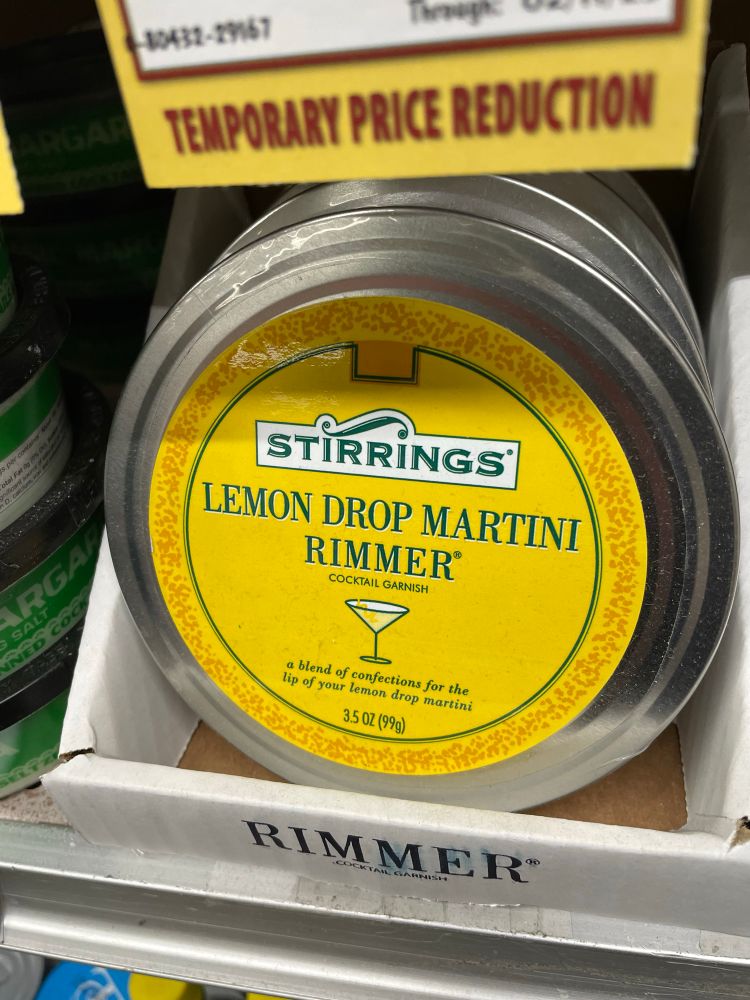 -80432-29167
Through:
TEMPORARY PRICE REDUCTION
STIRRINGS®
LEMON DROP MARTINI
RIMMER®
COCKTAIL GARNISH
a blend of confections for the
lip of your lemon drop martini
3.5 OZ (99g)
RIMMER®
COCKTAIL GARNISH
SALT